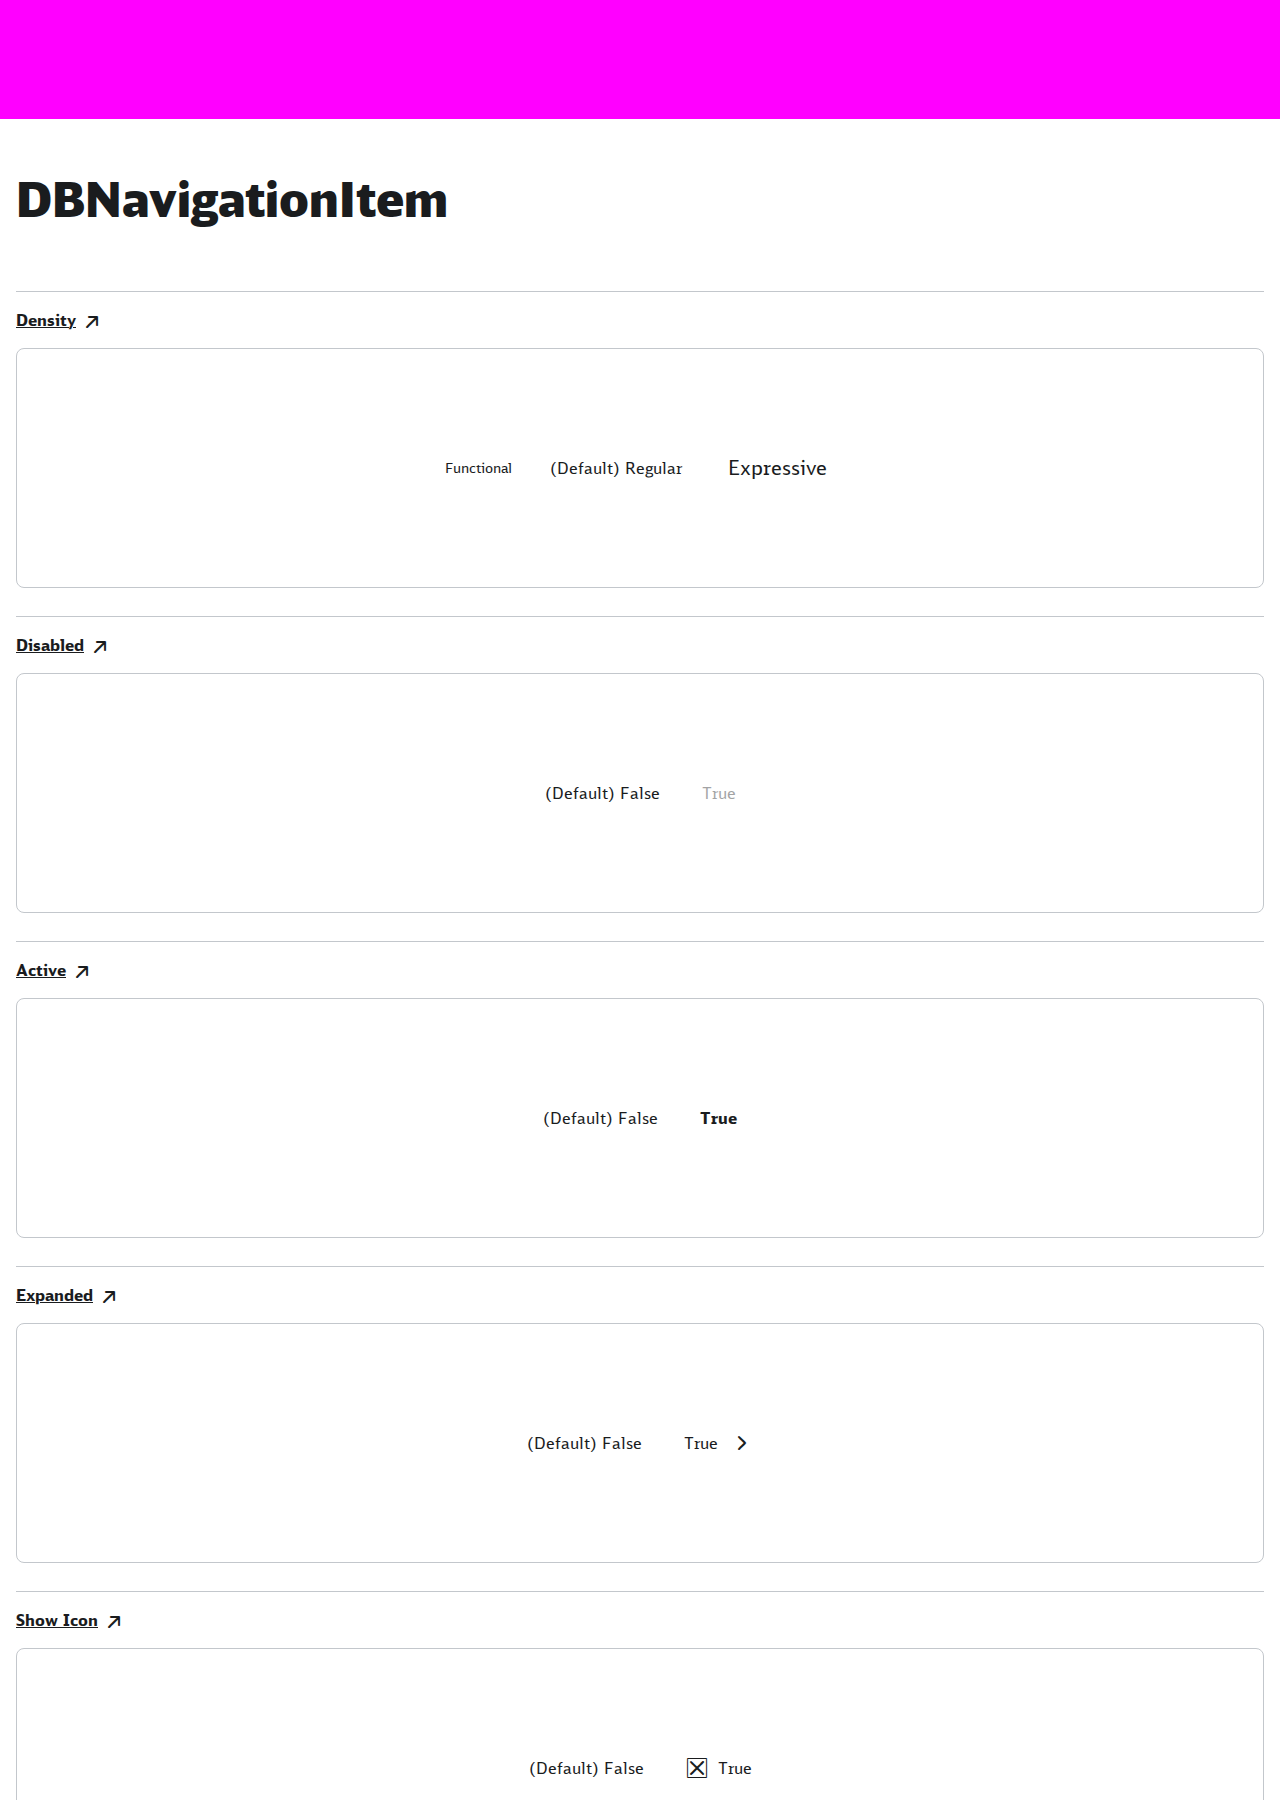 DBNavigationItem
Density
Functional (Default) Regular Expressive
Disabled
(Default) False True
Active
(Default) False True
Expanded
(Default) False True
Show Icon
(Default) False True